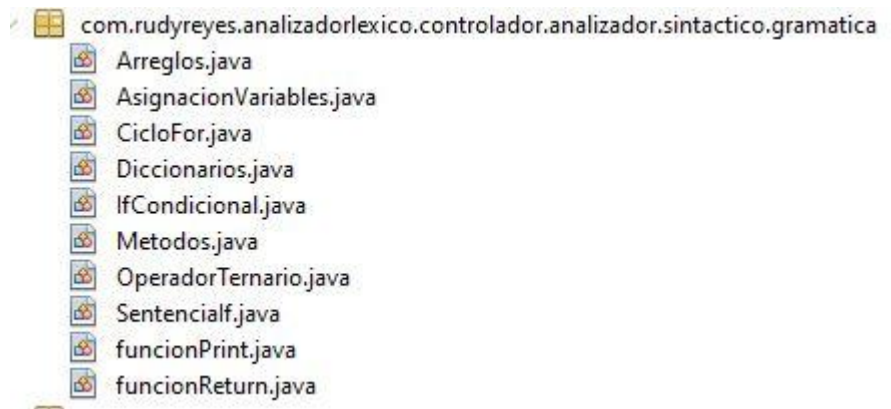 com.rudyreyes.analizadorlexico.controlador.analizador.sintactico.gramatica
Arreglos.java
AsignacionVariables.java
CicloFor.java
Diccionarios.java
IfCondicional.java
Metodos.java
OperadorTernario.java
SentenciaIf.java
funcionPrint.java
funcionReturn.java